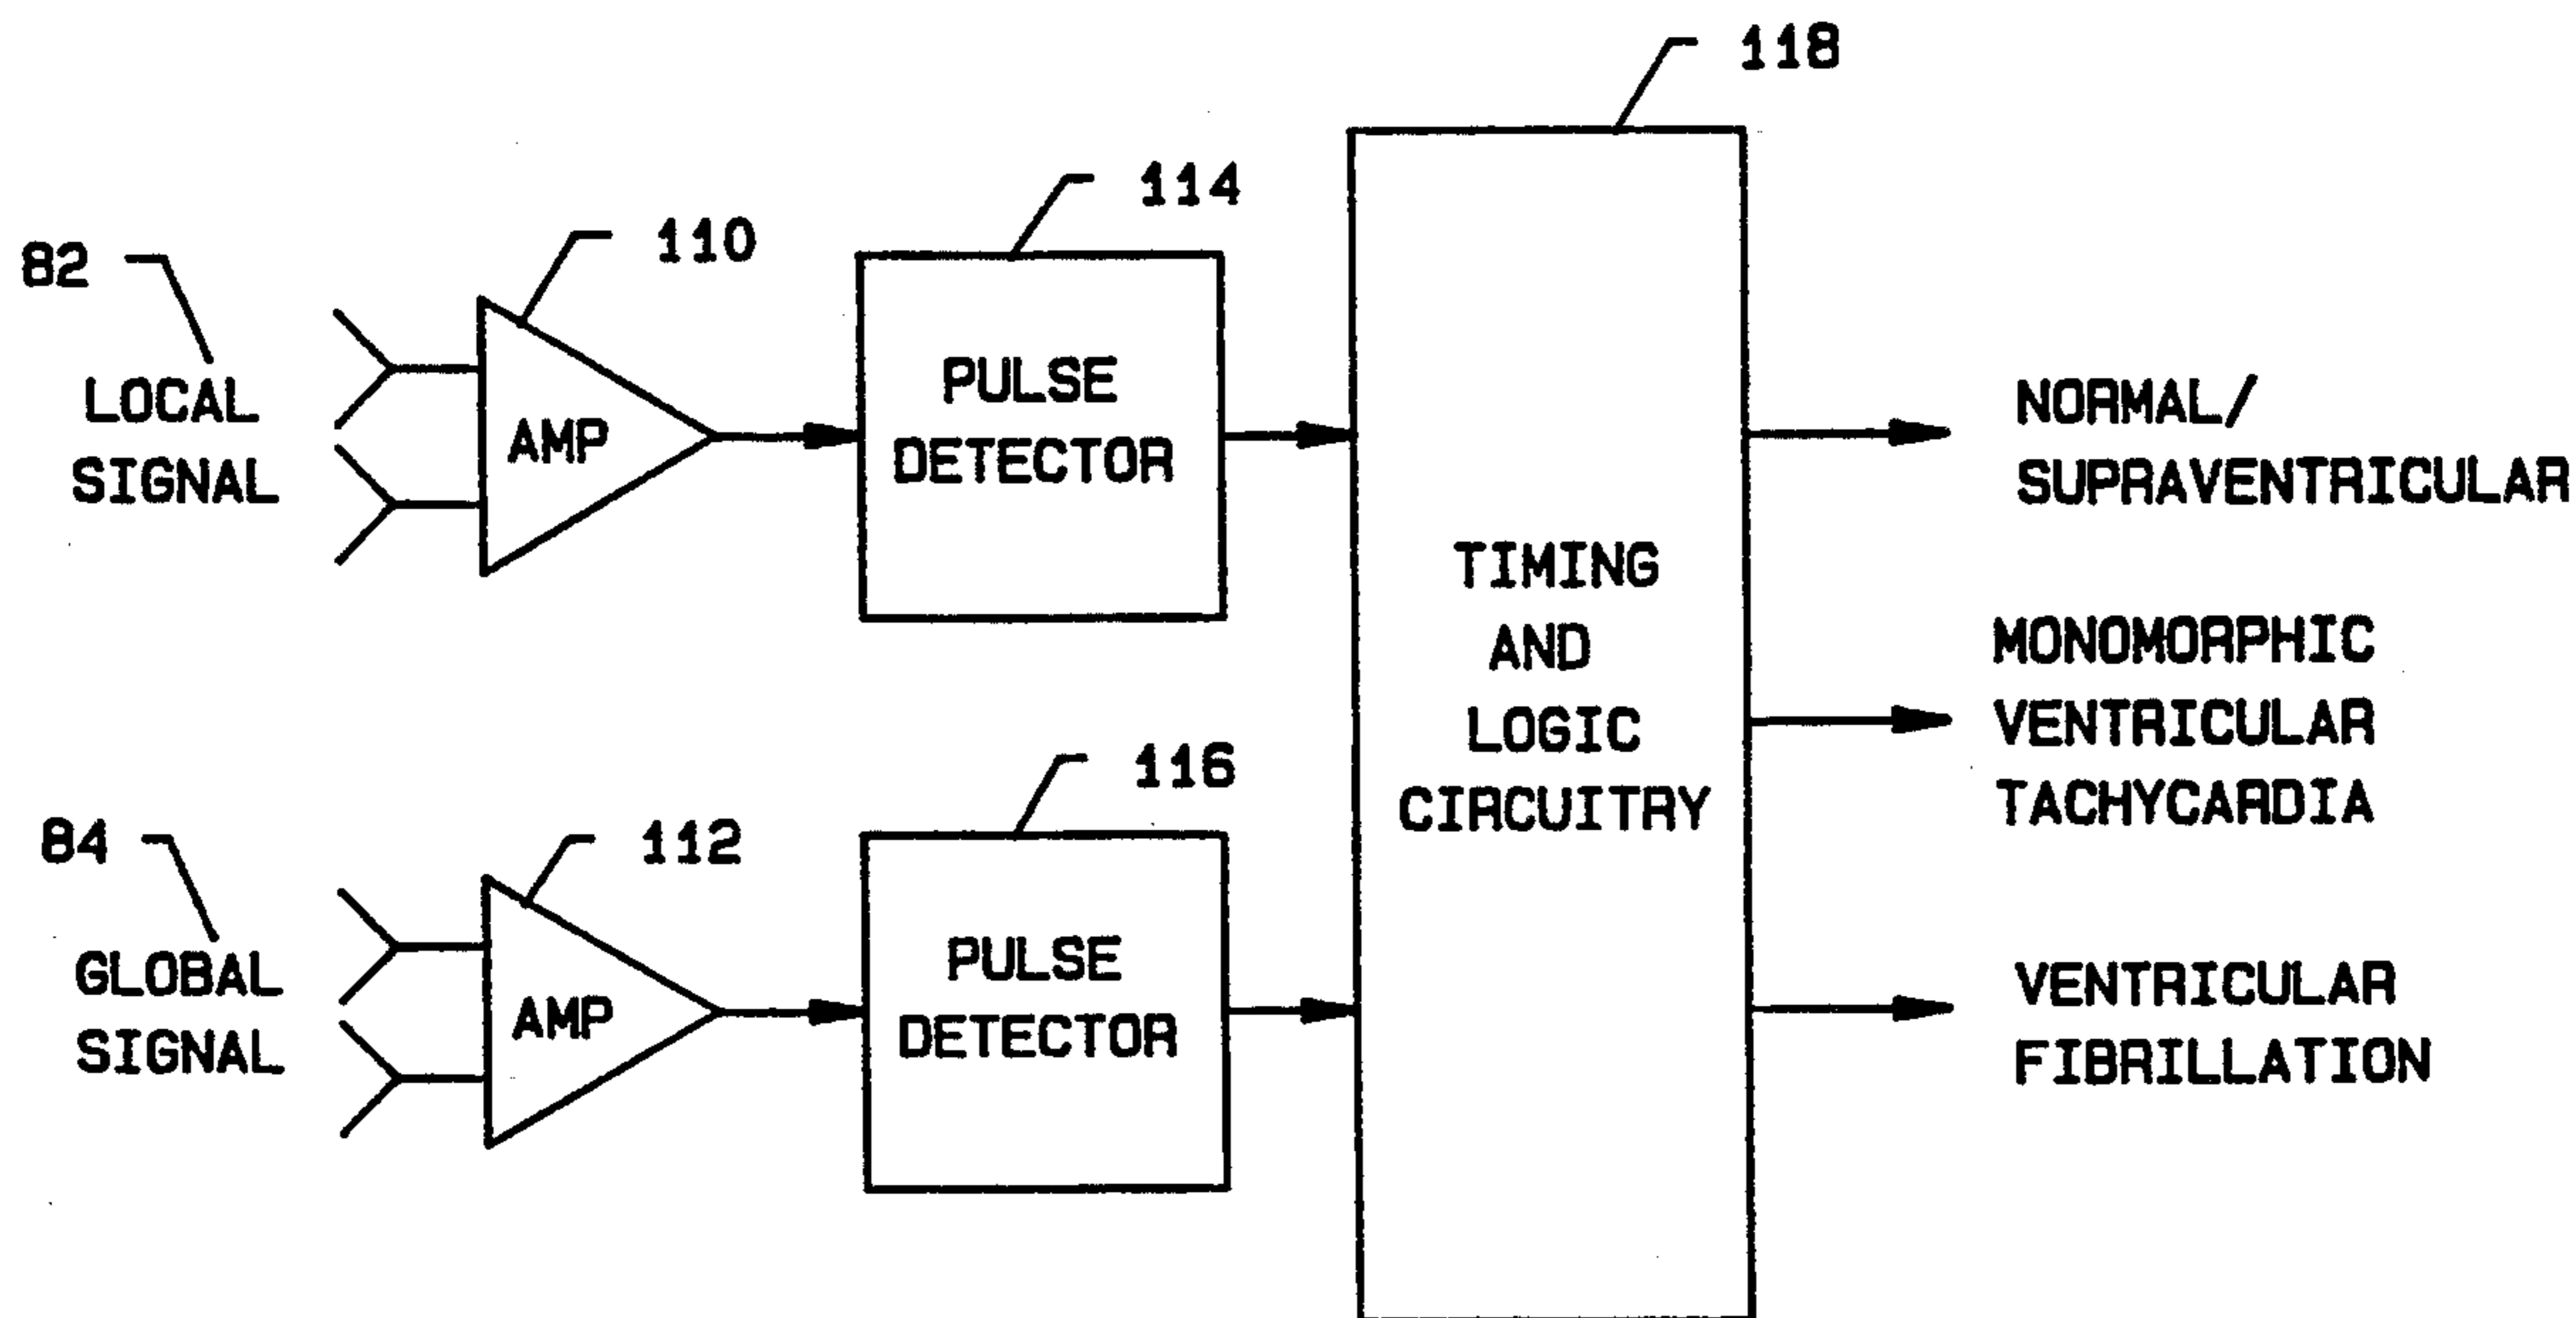 118
114
110
82
LOCAL
SIGNAL
AMP
PULSE
DETECTOR
NORMAL/
SUPRAVENTRICULAR
TIMING
AND
LOGIC
CIRCUITRY
MONOMORPHIC
VENTRICULAR
TACHYCARDIA
116
112
84
GLOBAL
SIGNAL
AMP
PULSE
DETECTOR
VENTRICULAR
FIBRILLATION